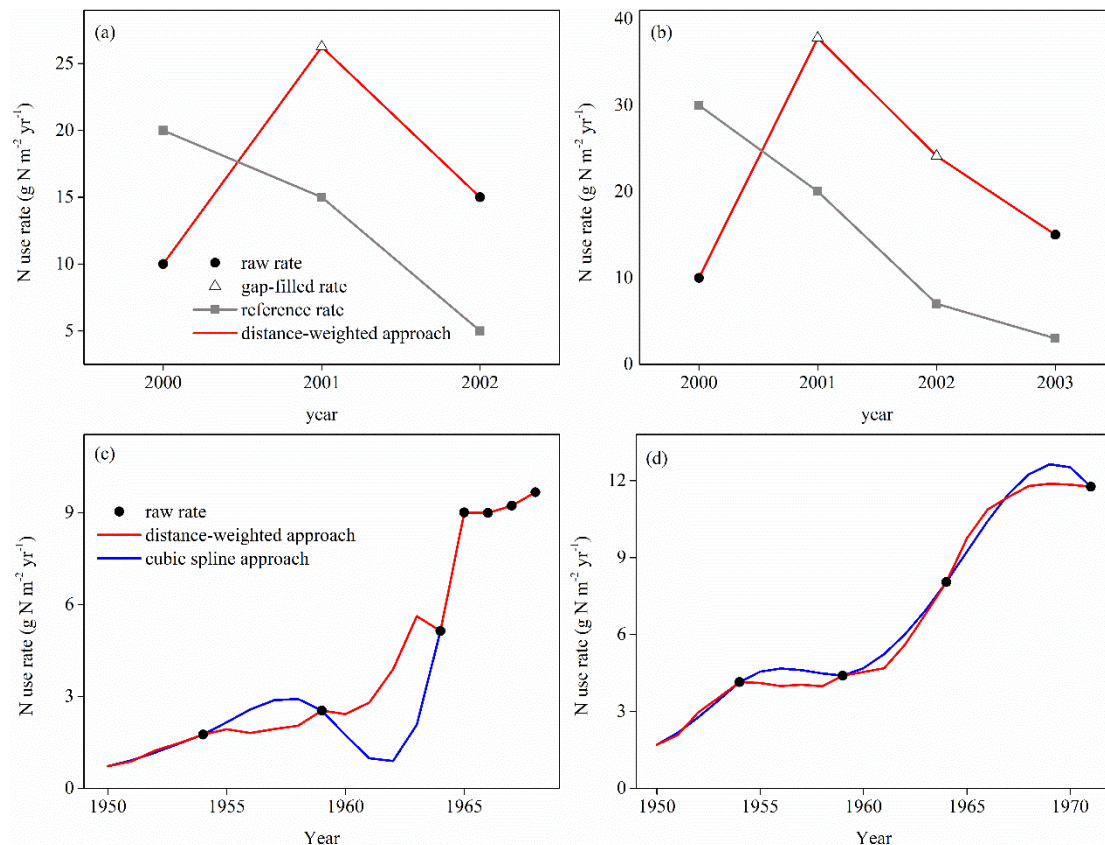 (a)
25
20
15
10
5
N use rate (g N m⁻² yr⁻¹)
raw rate
gap-filled rate
reference rate
distance-weighted approach
2000 2001 2002
year
(b)
40
30
20
10
0
N use rate (g N m⁻² yr⁻¹)
2000 2001 2002 2003
year
(c)
9
6
3
0
N use rate (g N m⁻² yr⁻¹)
raw rate
distance-weighted approach
cubic spline approach
1950 1955 1960 1965
Year
(d)
12
9
6
3
0
N use rate (g N m⁻² yr⁻¹)
1950 1955 1960 1965 1970
Year